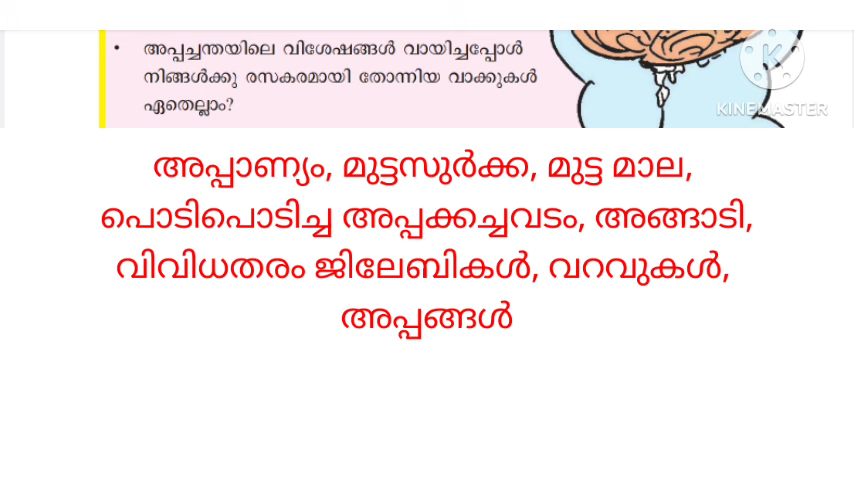 • അപ്പച്ചന്തയിലെ വിശേഷങ്ങൾ വായിച്ചപ്പോൾ
നിങ്ങൾക്കു രസകരമായി തോന്നിയ വാക്കുകൾ
ഏതെല്ലാം?
KINEMASTER
അപ്പാണ്യം, മുട്ടസുർക്ക, മുട്ട മാല,
പൊടിപൊടിച്ച അപ്പക്കച്ചവടം, അങ്ങാടി,
വിവിധതരം ജിലേബികൾ, വറവുകൾ,
അപ്പങ്ങൾ